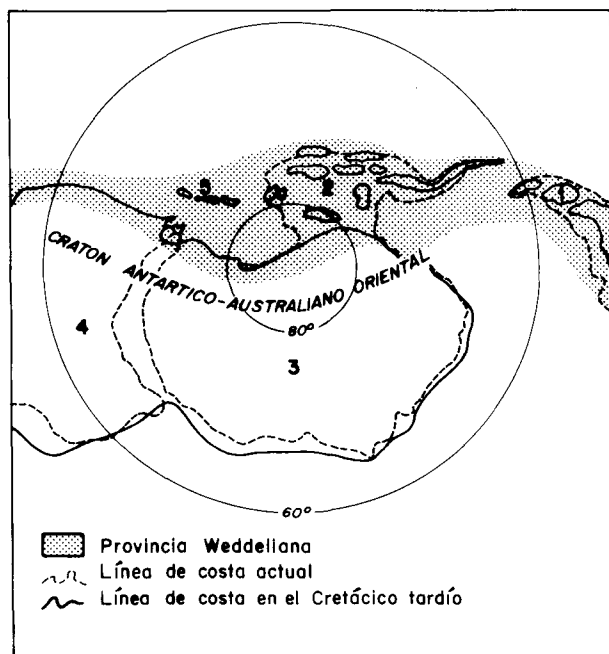 1
2
5
CRATON ANTARTICO-AUSTRALIANO ORIENTAL
4
80°
3
60°
Provincia Weddeliana
Línea de costa actual
Línea de costa en el Cretácico tardío